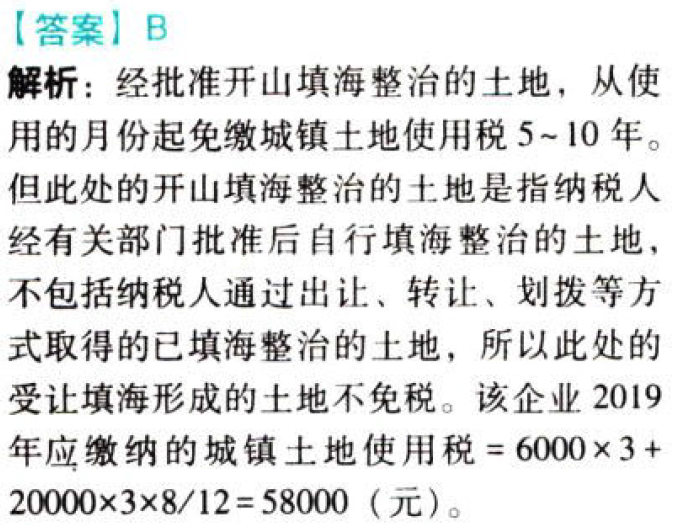 【答案】B
解析：经批准开山填海整治的土地，从使
用的月份起免缴城镇土地使用税 5~10 年。
但此处的开山填海整治的土地是指纳税人
经有关部门批准后自行填海整治的土地，
不包括纳税人通过出让、转让、划拨等方
式取得的已填海整治的土地，所以此处的
受让填海形成的土地不免税。该企业 2019
年应缴纳的城镇土地使用税 = 6000×3 +
20000×3×8/12 = 58000（元）。